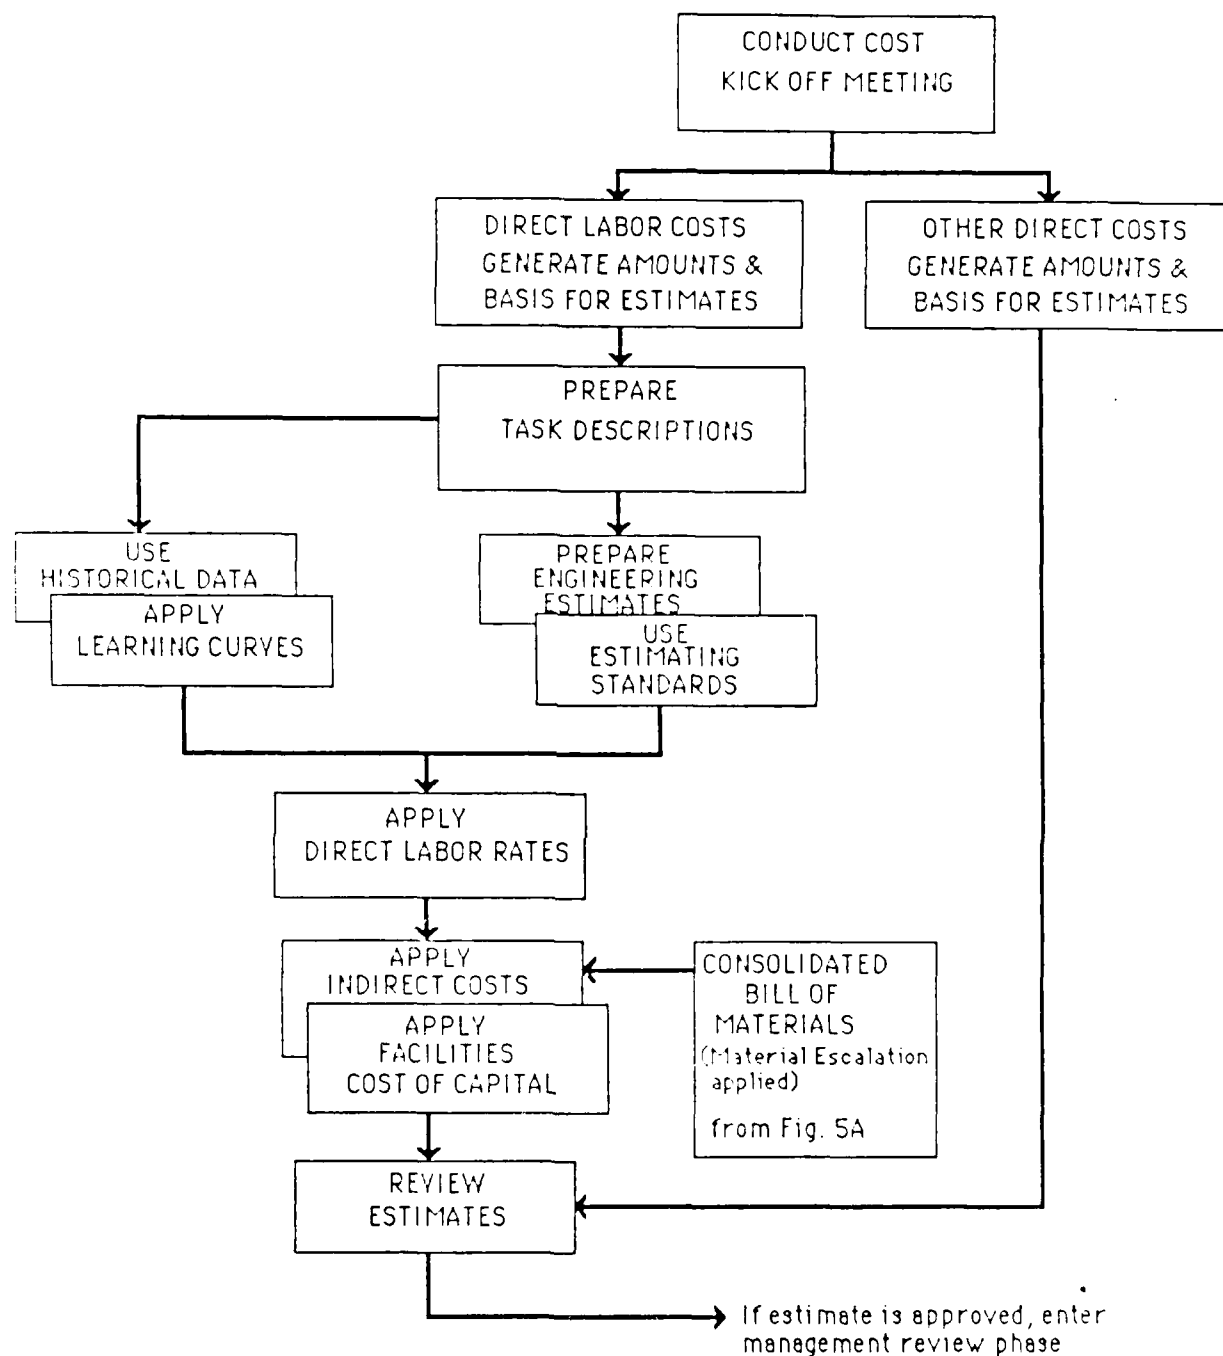 CONDUCT COST
KICK OFF MEETING
DIRECT LABOR COSTS
GENERATE AMOUNTS &
BASIS FOR ESTIMATES
OTHER DIRECT COSTS
GENERATE AMOUNTS &
BASIS FOR ESTIMATES
PREPARE
TASK DESCRIPTIONS
USE
HISTORICAL DATA
APPLY
LEARNING CURVES
PREPARE
ENGINEERING
ESTIMATES
USE
ESTIMATING
STANDARDS
APPLY
DIRECT LABOR RATES
APPLY
INDIRECT COSTS
APPLY
FACILITIES
COST OF CAPITAL
CONSOLIDATED
BILL OF
MATERIALS
(Material Escalation
applied)
from Fig. 5A
REVIEW
ESTIMATES
If estimate is approved, enter
management review phase